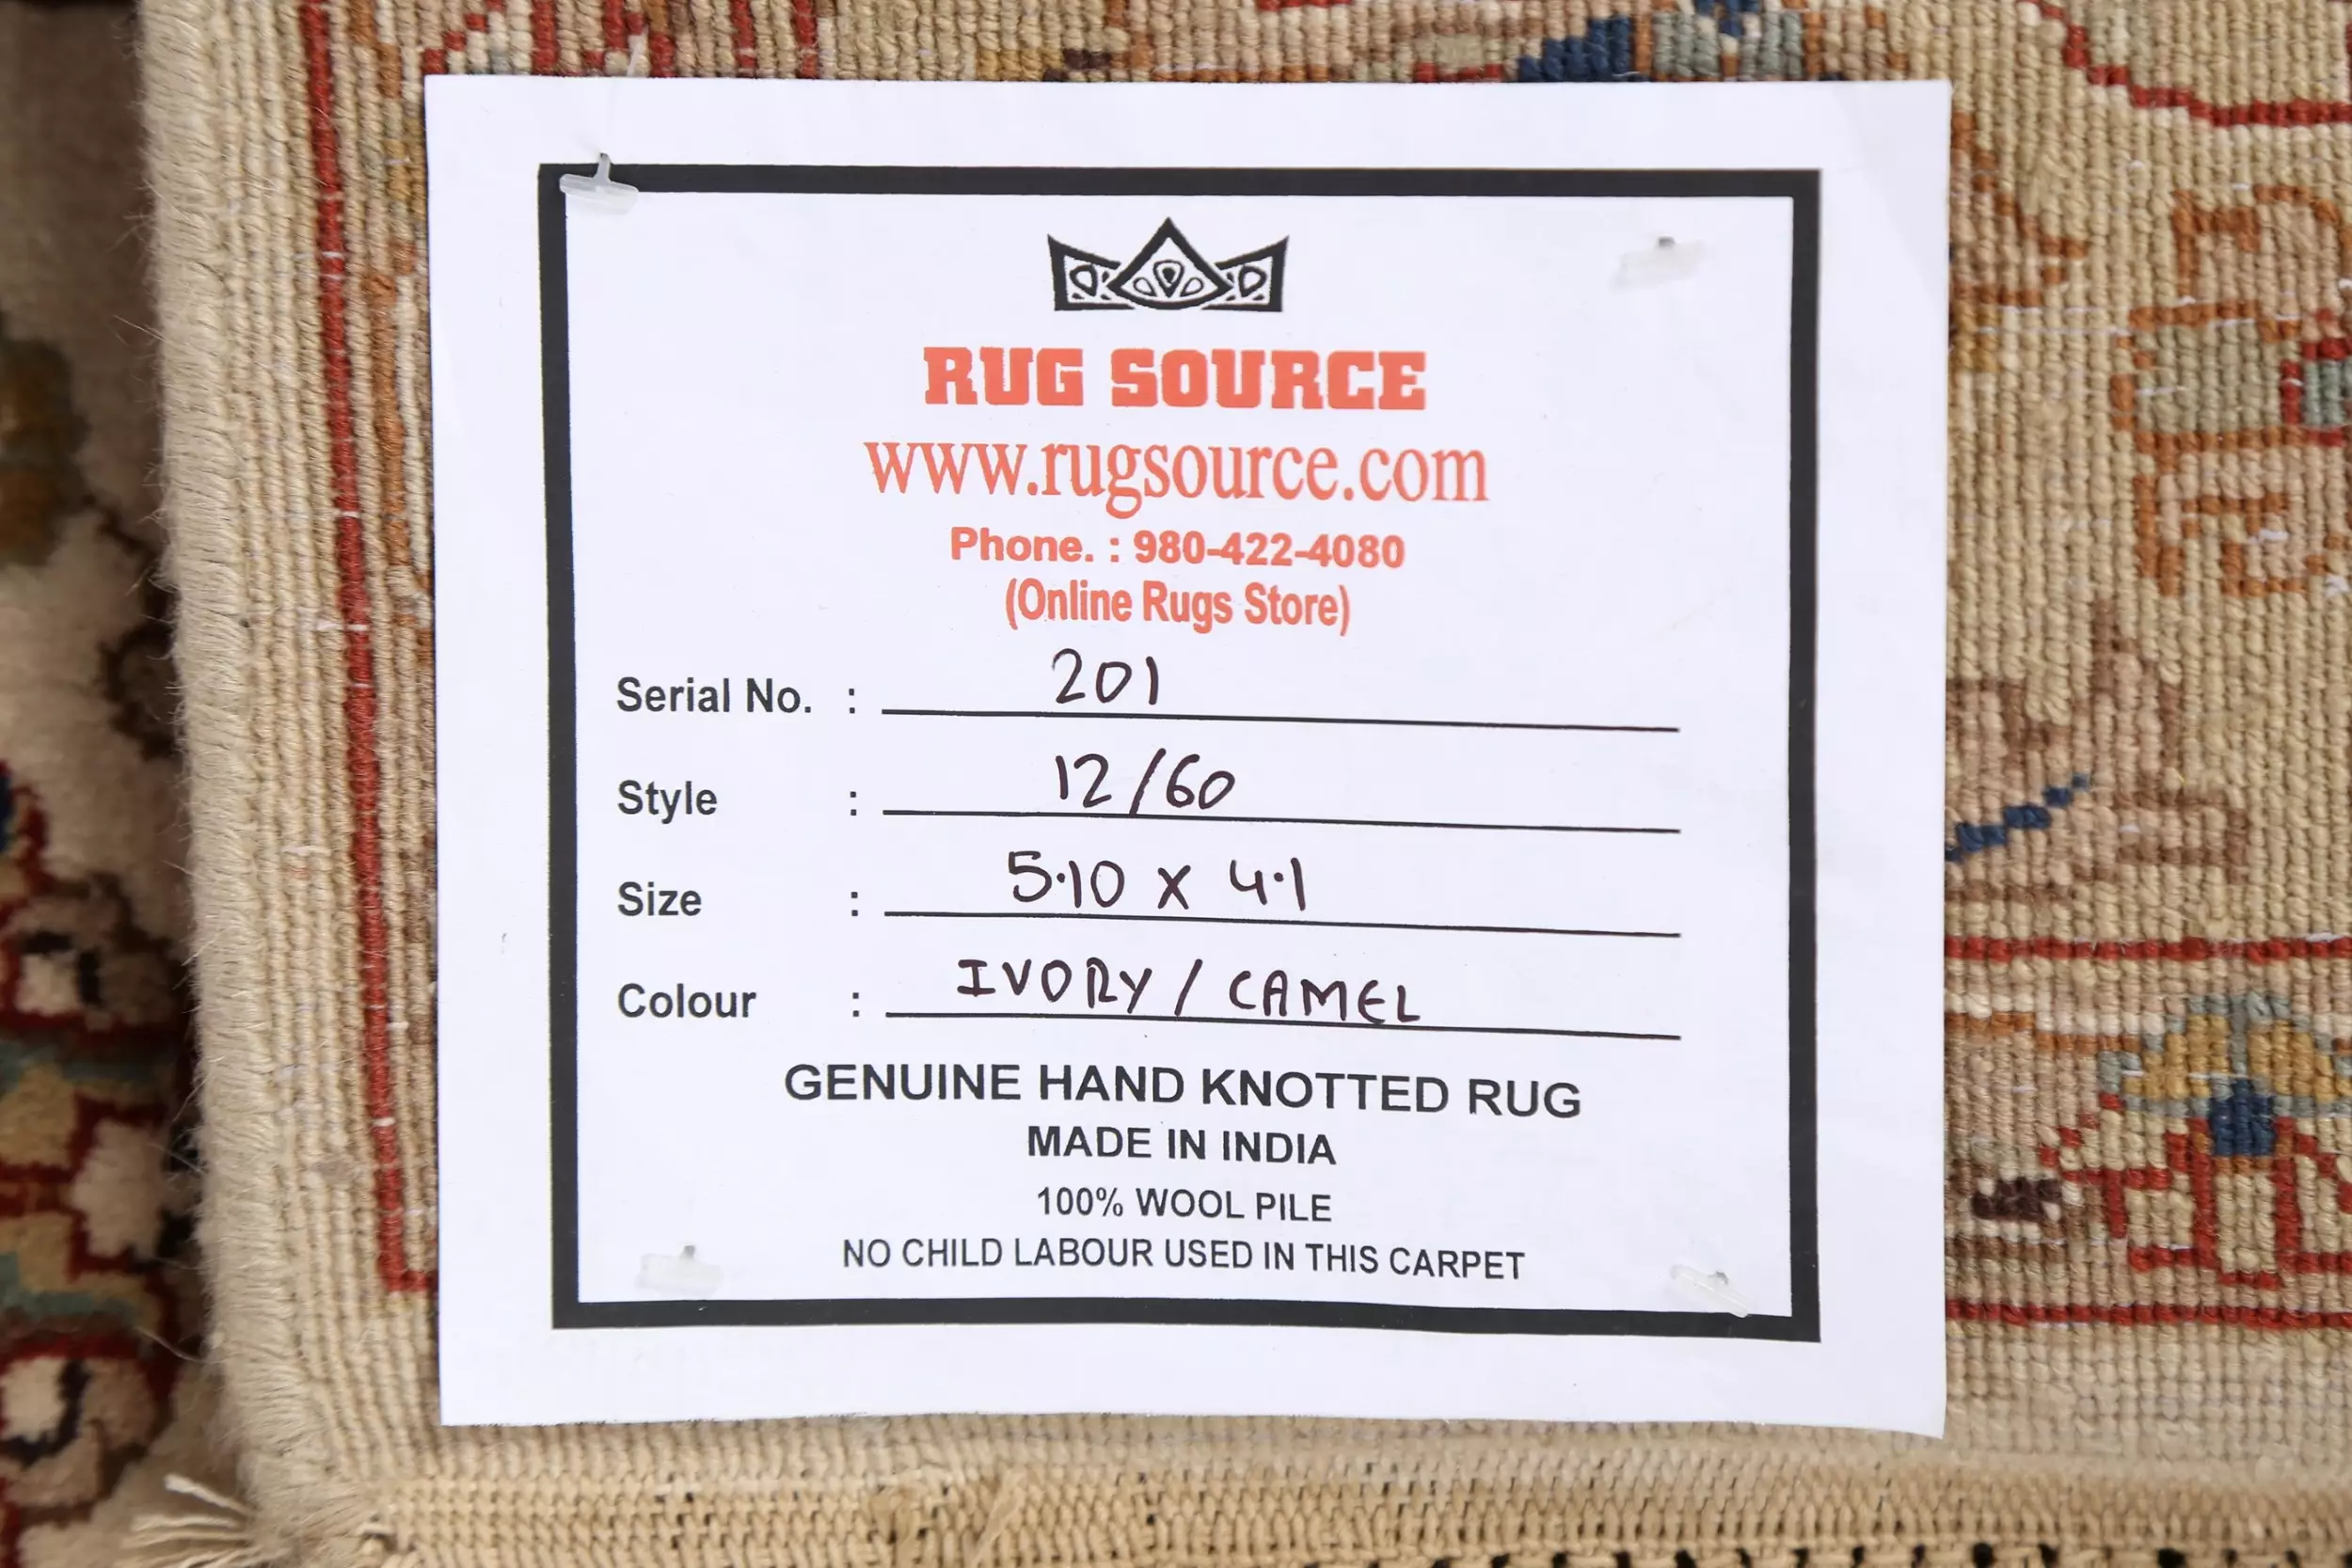 RUG SOURCE
www.rugsource.com
Phone. : 980-422-4080
(Online Rugs Store)
Serial No. : 201
Style : 12/60
Size : 5.10 x 4.1
Colour : IVORY / CAMEL
GENUINE HAND KNOTTED RUG
MADE IN INDIA
100% WOOL PILE
NO CHILD LABOUR USED IN THIS CARPET